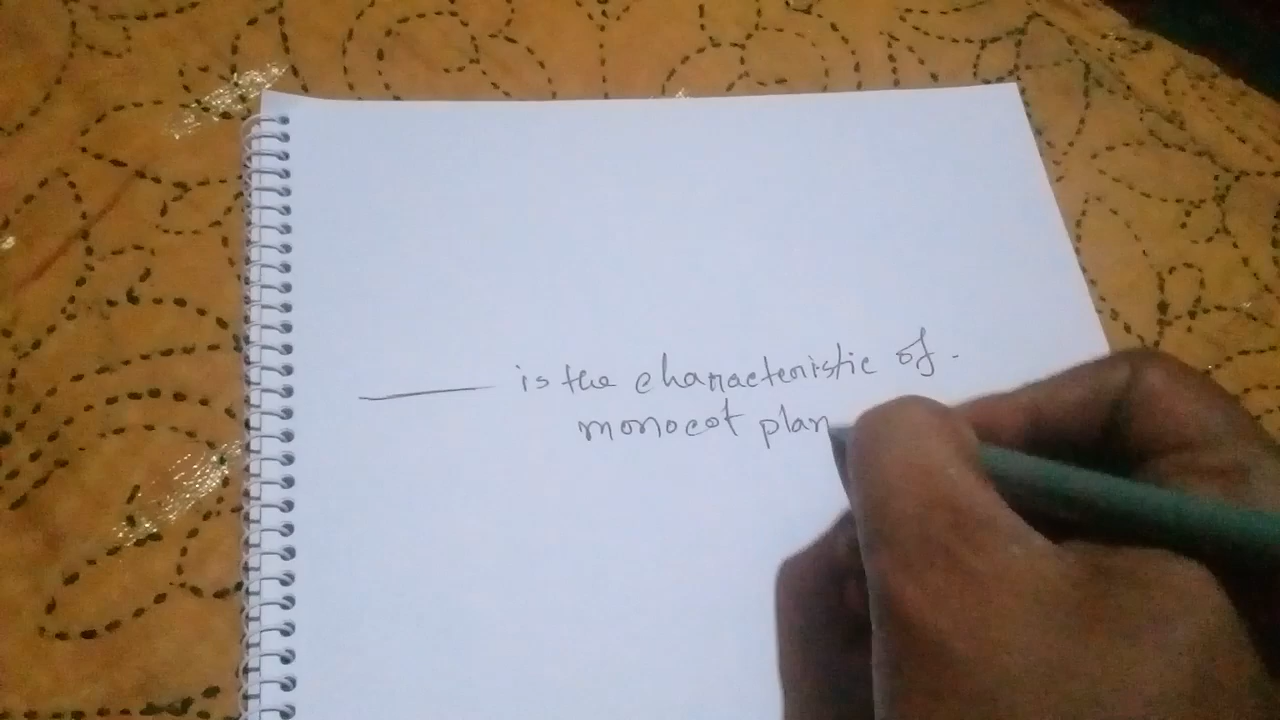 ______ is the characteristic of.
monocot plan